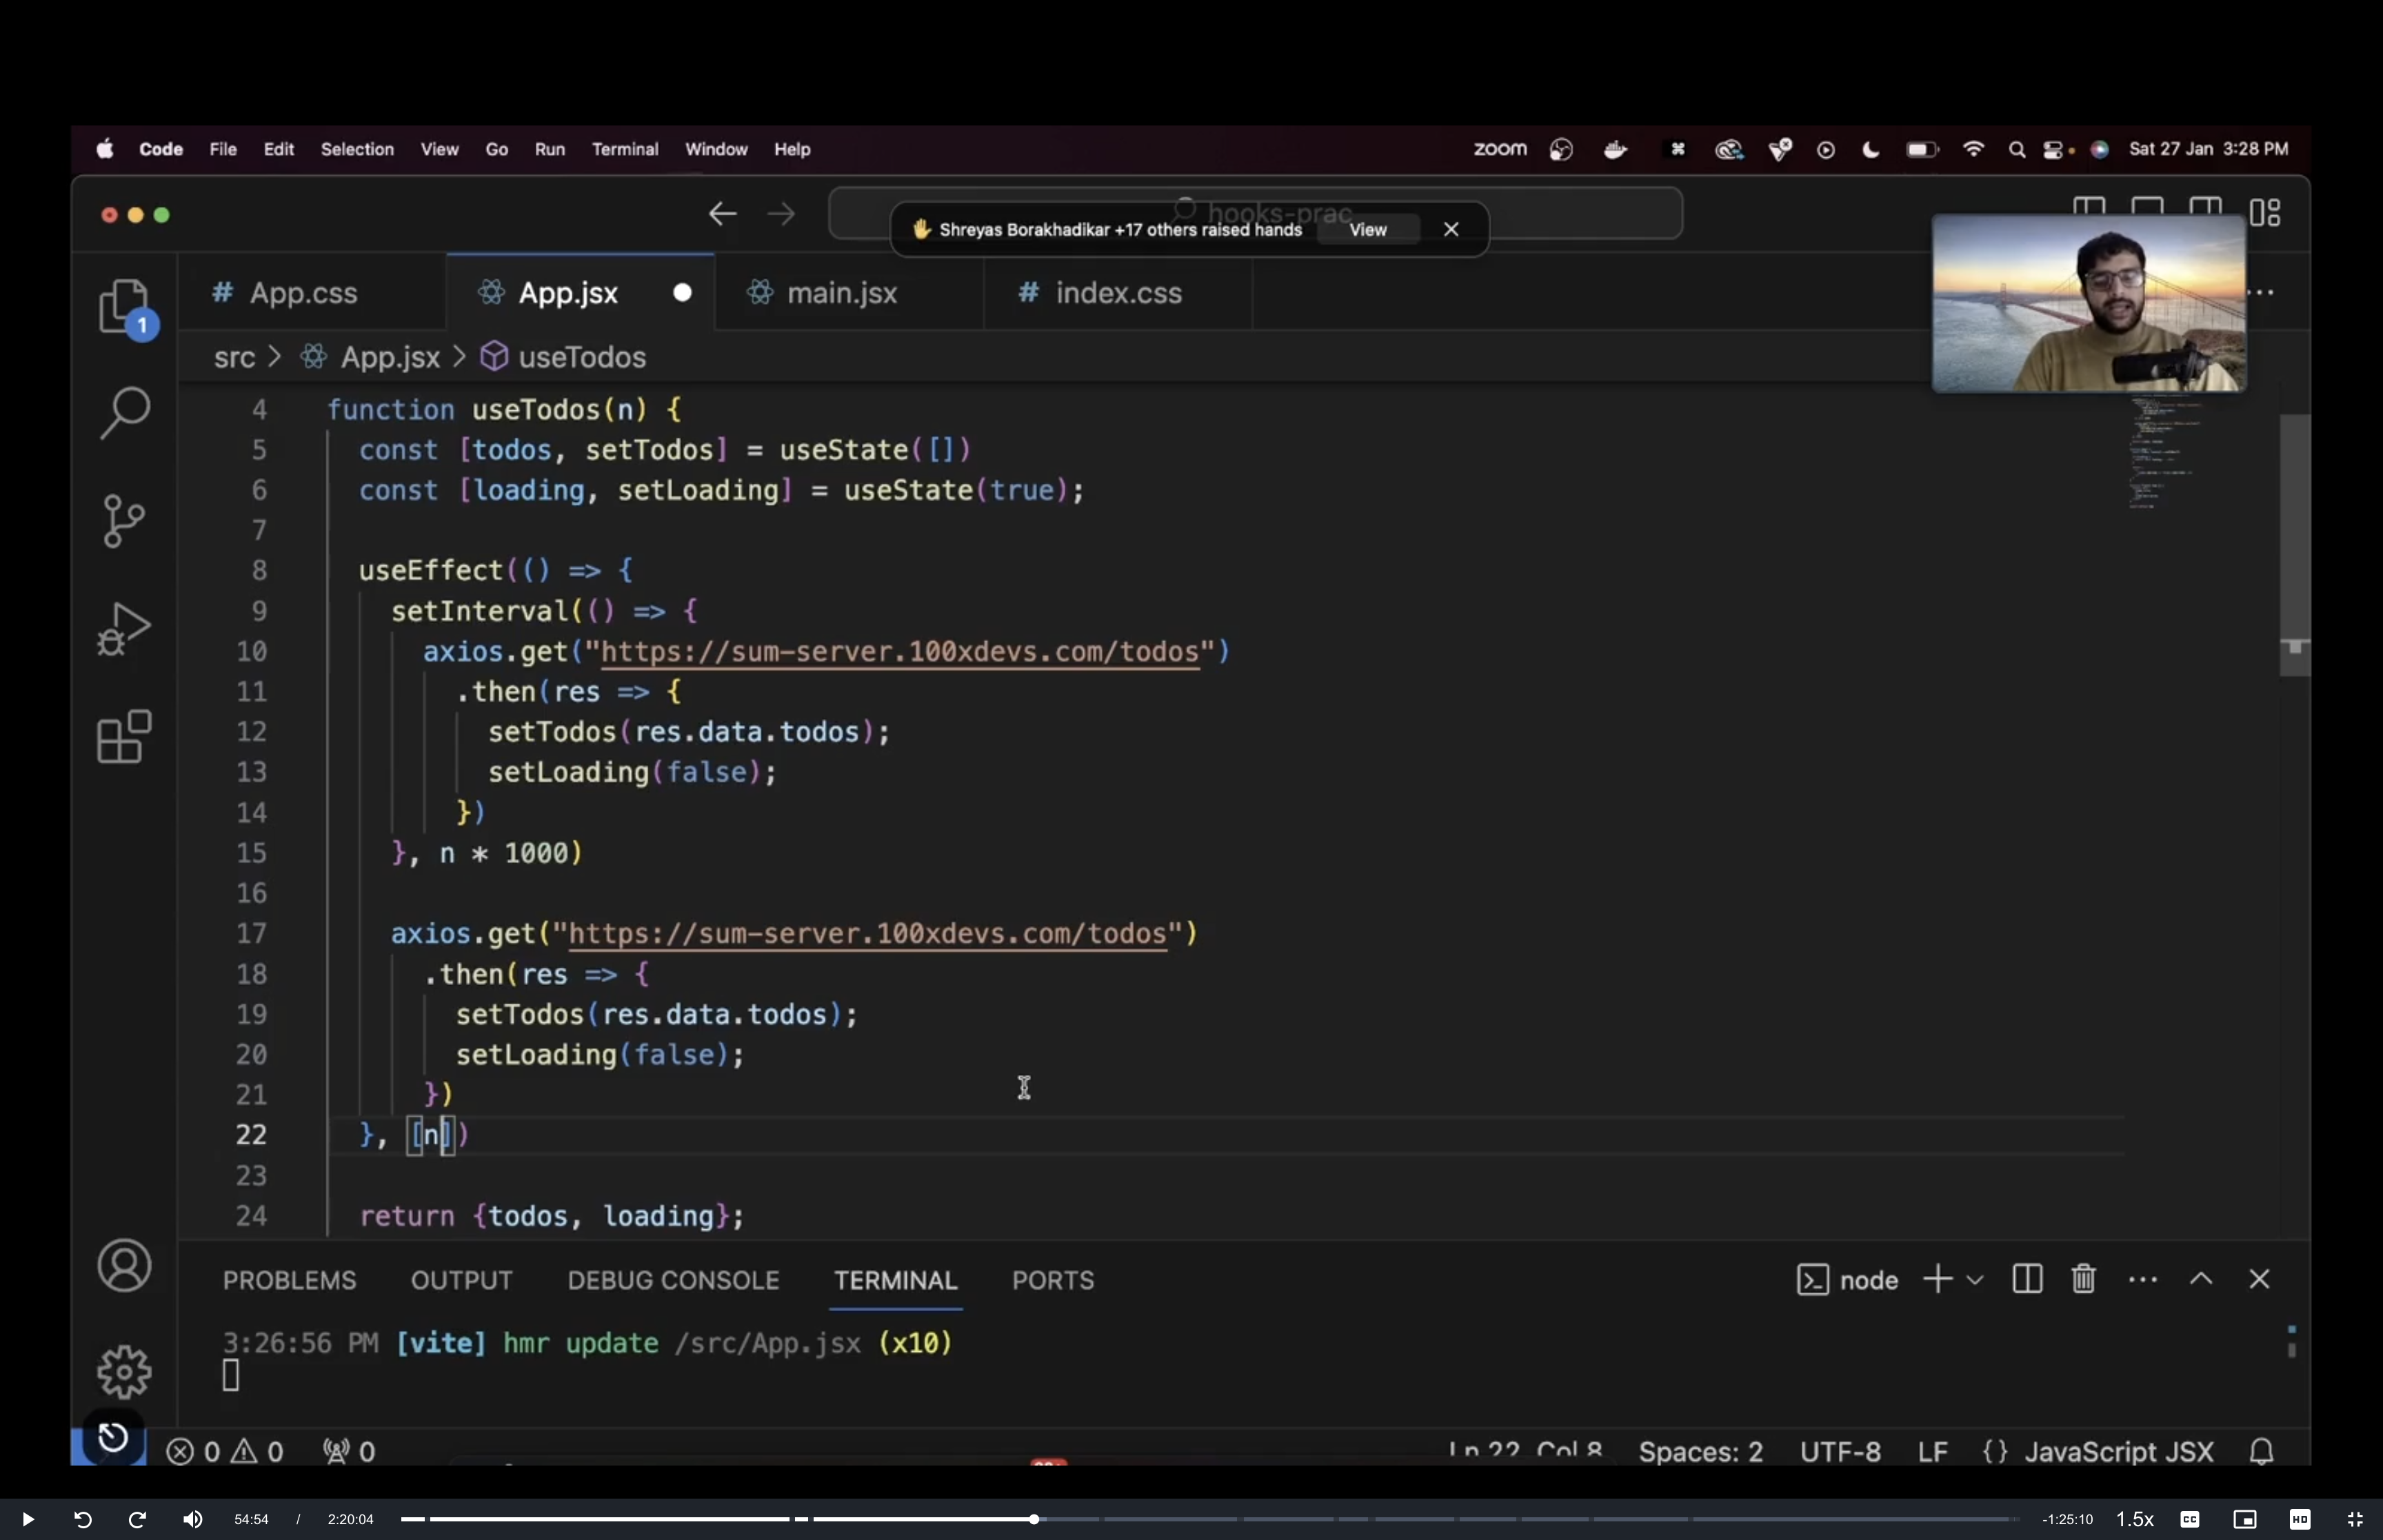 Code File Edit Selection View Go Run Terminal Window Help zoom Sat 27 Jan 3:28 PM
hooks-prac
Shreyas Borakhadikar +17 others raised hands View
# App.css App.jsx main.jsx # index.css
1
src > App.jsx > useTodos
4 function useTodos(n) {
5 const [todos, setTodos] = useState([])
6 const [loading, setLoading] = useState(true);
7
8 useEffect(() => {
9 setInterval(() => {
10 axios.get("https://sum-server.100xdevs.com/todos")
11 .then(res => {
12 setTodos(res.data.todos);
13 setLoading(false);
14 })
15 }, n * 1000)
16
17 axios.get("https://sum-server.100xdevs.com/todos")
18 .then(res => {
19 setTodos(res.data.todos);
20 setLoading(false);
21 })
22 }, [n])
23
24 return {todos, loading};
PROBLEMS OUTPUT DEBUG CONSOLE TERMINAL PORTS node
3:26:56 PM [vite] hmr update /src/App.jsx (x10)
0 0 0 Ln 22 Col 8 Spaces: 2 UTF-8 LF {} JavaScript JSX
54:54 / 2:20:04 -1:25:10 1.5x CC HD